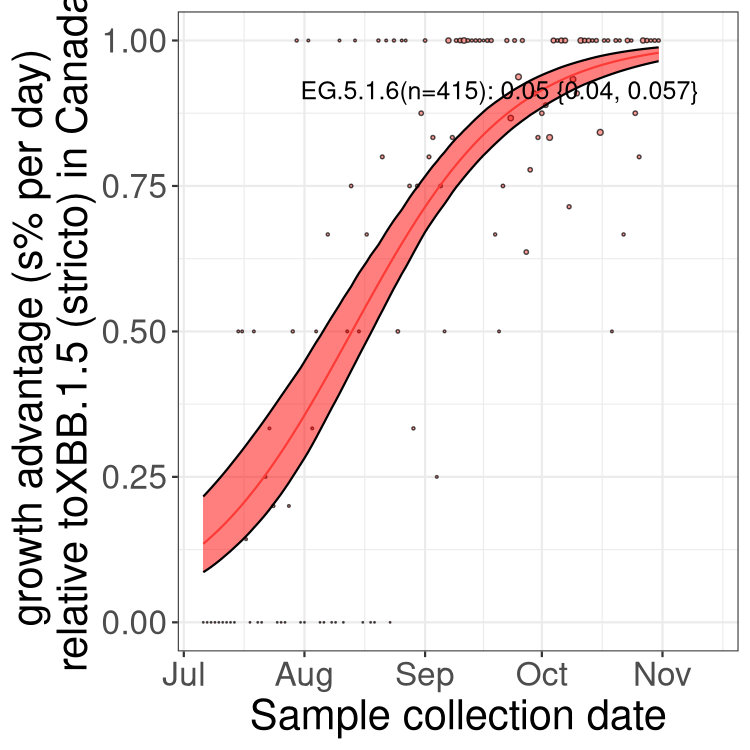 growth advantage (s% per day)
relative toXBB.1.5 (stricto) in Canada
1.00
0.75
0.50
0.25
0.00
EG.5.1.6(n=415): 0.05 {0.04, 0.057}
Jul Aug Sep Oct Nov
Sample collection date